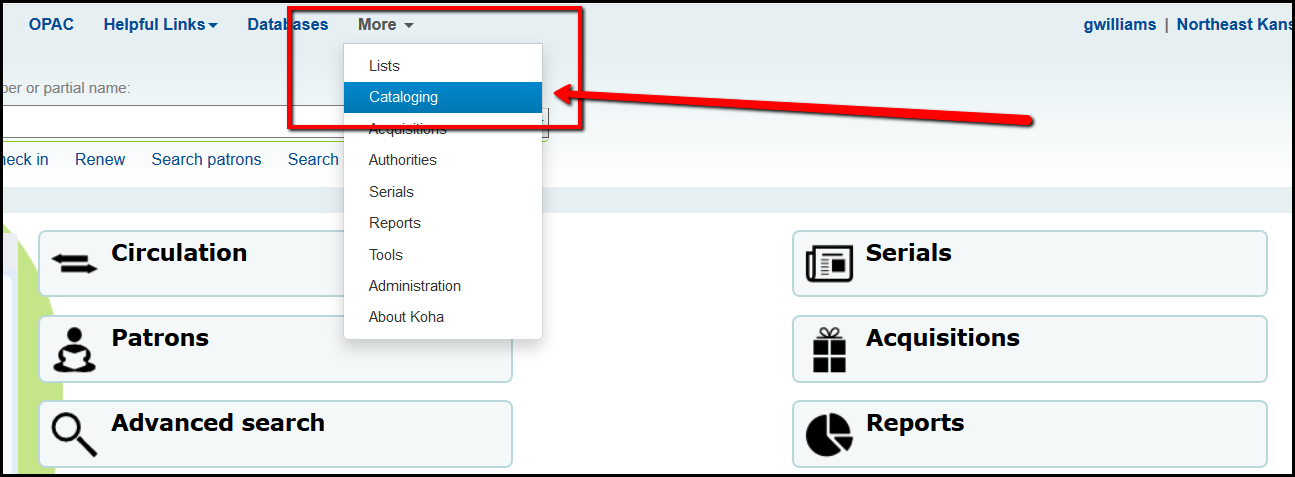 OPAC Helpful Links Databases More gwilliams | Northeast Kans
Lists
ber or partial name:
Cataloging
Acquisitions
heck in Renew Search patrons Search
Authorities
Serials
Reports
Tools
Administration
About Koha
Circulation
Serials
Patrons
Acquisitions
Advanced search
Reports